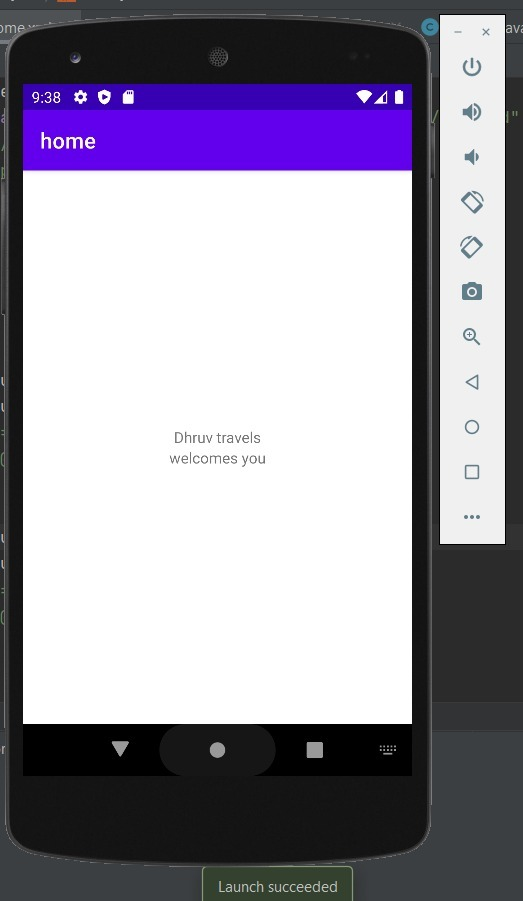 9:38
home
Dhruv travels
welcomes you
Launch succeeded